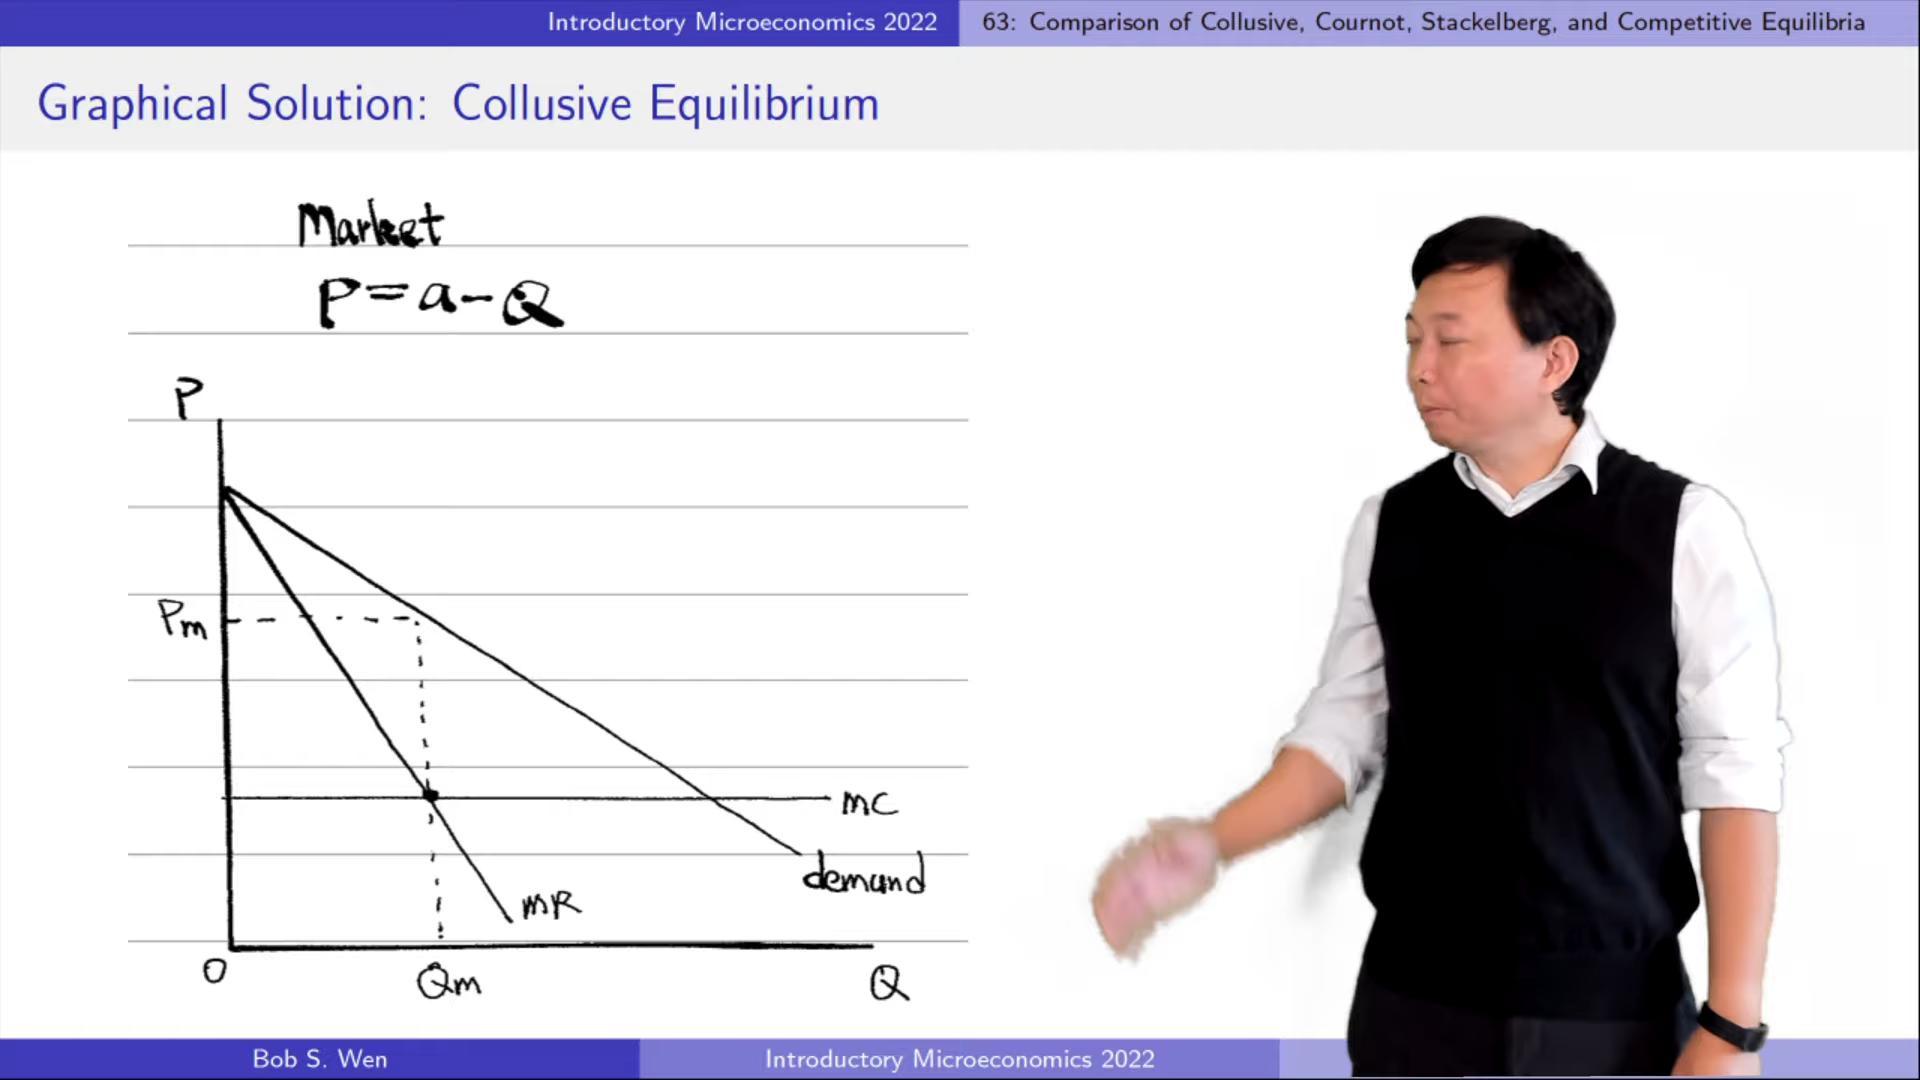 Introductory Microeconomics 2022
63: Comparison of Collusive, Cournot, Stackelberg, and Competitive Equilibria
Graphical Solution: Collusive Equilibrium
Market
P=a-Q
P
Pm
mC
demand
mR
O
Qm
Q
Bob S. Wen
Introductory Microeconomics 2022